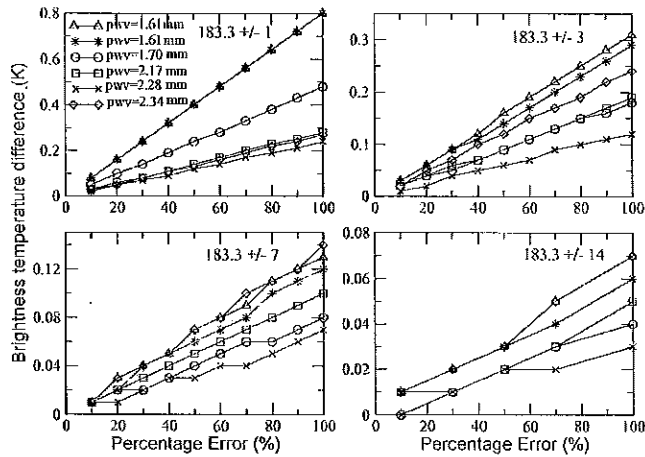 Brightness temperature difference (K)
183.3 +/- 1
pwv=1.61 mm
pwv=1.61 mm
pwv=1.70 mm
pwv=2.17 mm
pwv=2.28 mm
pwv=2.34 mm
0.8
0.6
0.4
0.2
0
0 20 40 60 80 100
183.3 +/- 3
0.3
0.2
0.1
0
0 20 40 60 80 100
183.3 +/- 7
0.12
0.08
0.04
0
0 20 40 60 80 100
Percentage Error (%)
183.3 +/- 14
0.08
0.06
0.04
0.02
0
0 20 40 60 80 100
Percentage Error (%)